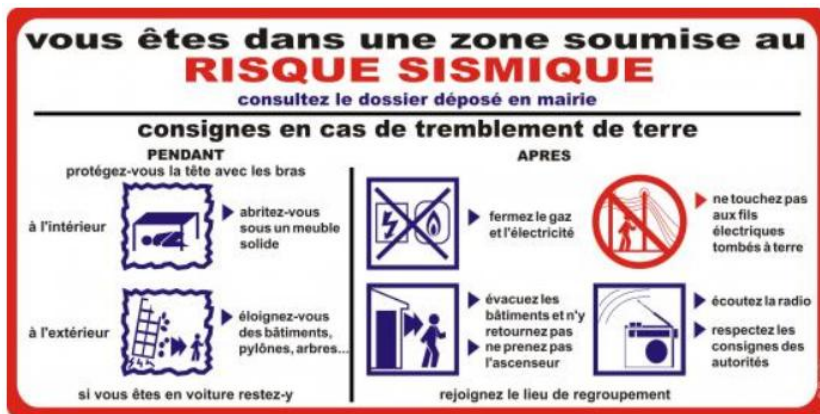 vous êtes dans une zone soumise au
RISQUE SISMIQUE
consultez le dossier déposé en mairie
consignes en cas de tremblement de terre
PENDANT
protégez-vous la tête avec les bras
à l'intérieur
abritez-vous
sous un meuble
solide
à l'extérieur
éloignez-vous
des bâtiments,
pylônes, arbres...
si vous êtes en voiture restez-y
APRES
fermez le gaz
et l'électricité
ne touchez pas
aux fils
électriques
tombés à terre
évacuez les
bâtiments et n'y
retournez pas
ne prenez pas
l'ascenseur
écoutez la radio
respectez les
consignes des
autorités
rejoignez le lieu de regroupement